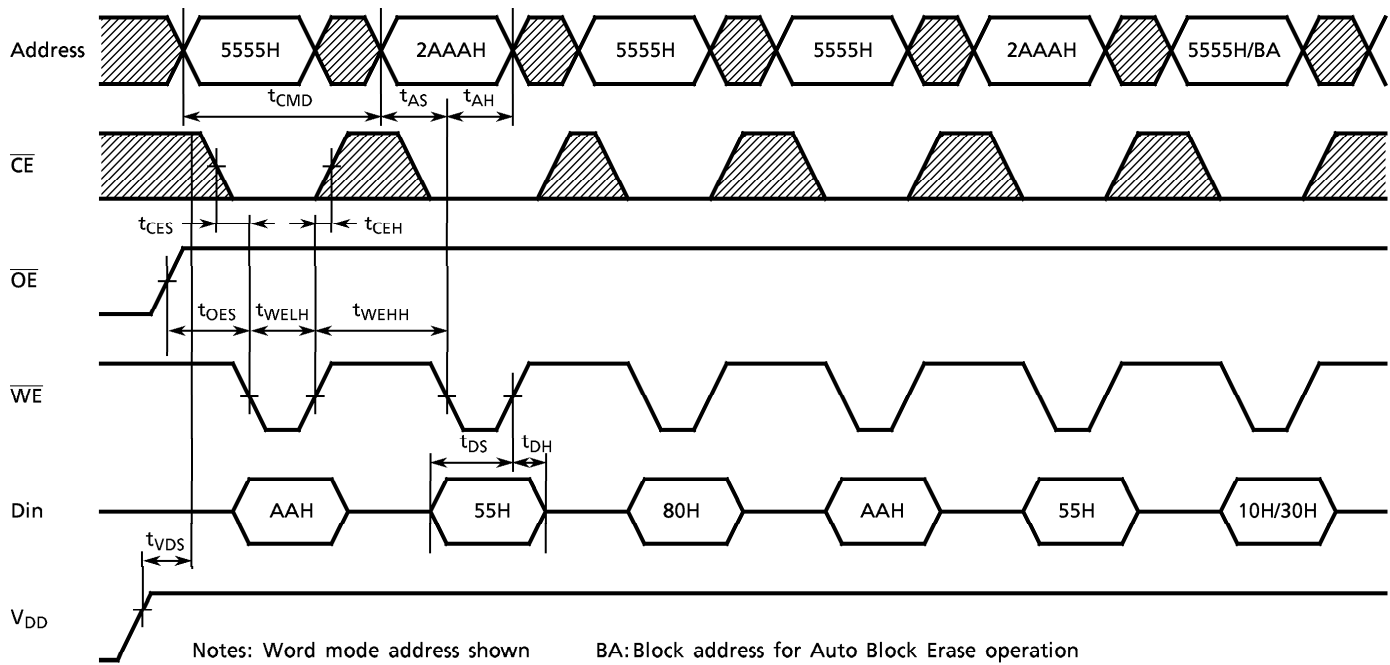 Address 5555H 2AAAH 5555H 5555H 2AAAH 5555H/BA
tCMD tAS tAH
CE
tCES tCEH
OE
tOES tWELH tWEHH
WE
tDS tDH
Din AAH 55H 80H AAH 55H 10H/30H
tVDS
VDD
Notes: Word mode address shown BA: Block address for Auto Block Erase operation